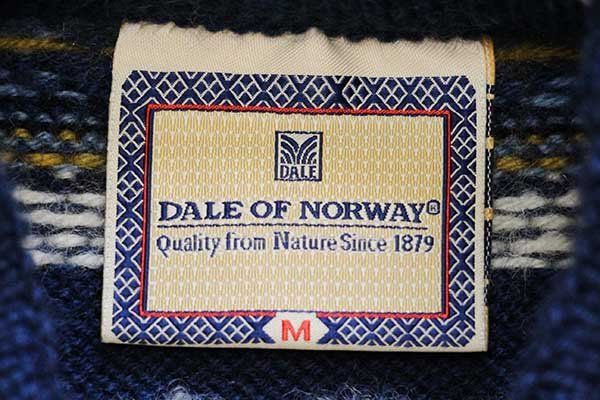 DALE
DALE OF NORWAY®
Quality from Nature Since 1879
M